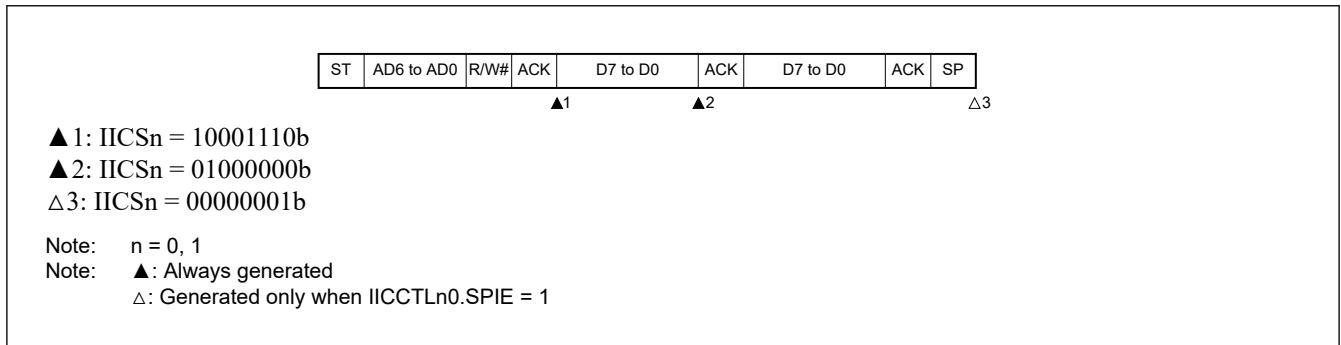 ST AD6 to AD0 R/W# ACK D7 to D0 ACK D7 to D0 ACK SP
▲1 ▲2 △3
▲1: IICSn = 10001110b
▲2: IICSn = 01000000b
△3: IICSn = 00000001b
Note: n = 0, 1
Note: ▲: Always generated
△: Generated only when IICCTLn0.SPIE = 1